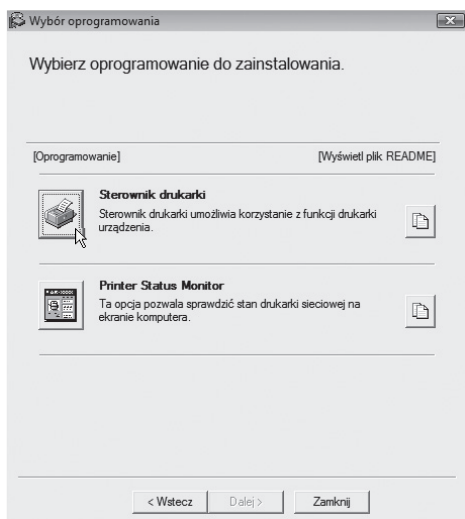 Wybór oprogramowania
Wybierz oprogramowanie do zainstalowania.
[Oprogramowanie] [Wyświetl plik README]
Sterownik drukarki
Sterownik drukarki umożliwia korzystanie z funkcji drukarki
urządzenia.
Printer Status Monitor
Ta opcja pozwala sprawdzić stan drukarki sieciowej na
ekranie komputera.
< Wstecz Dalej > Zamknij